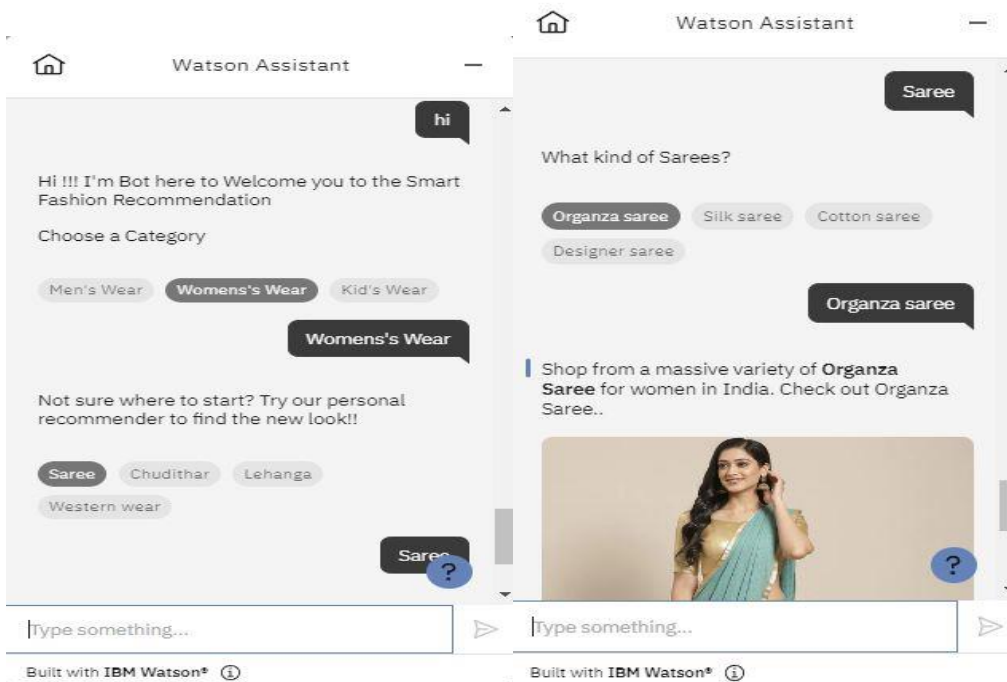 Watson Assistant
hi
Hi !!! I'm Bot here to Welcome you to the Smart
Fashion Recommendation
Choose a Category
Men's Wear Womens's Wear Kid's Wear
Womens's Wear
Not sure where to start? Try our personal
recommender to find the new look!!
Saree Chudithar Lehanga
Western wear
Saree
?
Type something...
Built with IBM Watson®
Watson Assistant
Saree
What kind of Sarees?
Organza saree Silk saree Cotton saree
Designer saree
Organza saree
Shop from a massive variety of Organza
Saree for women in India. Check out Organza
Saree..
?
Type something...
Built with IBM Watson®